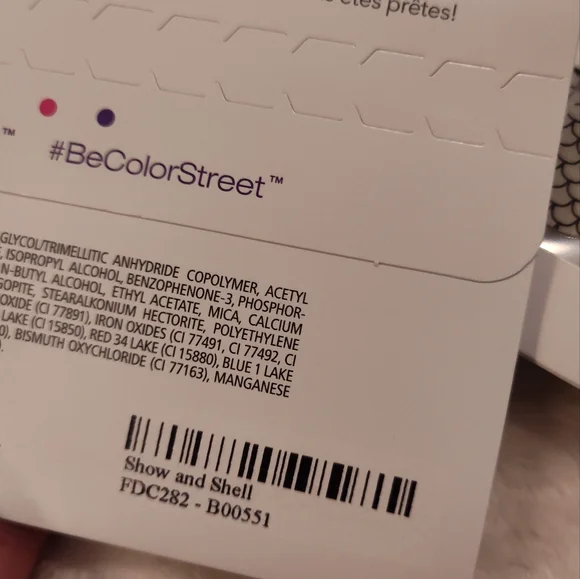 êtes prêtes!
™
#BeColorStreet™
GLYCOL/TRIMELLITIC ANHYDRIDE COPOLYMER, ACETYL
, ISOPROPYL ALCOHOL, BENZOPHENONE-3, PHOSPHOR-
N-BUTYL ALCOHOL, ETHYL ACETATE, MICA, CALCIUM
GOPITE, STEARALKONIUM HECTORITE, POLYETHYLENE
OXIDE (CI 77891), IRON OXIDES (CI 77491, CI 77492, CI
LAKE (CI 15850), RED 34 LAKE (CI 15880), BLUE 1 LAKE
0), BISMUTH OXYCHLORIDE (CI 77163), MANGANESE
).
Show and Shell
FDC282 - B00551